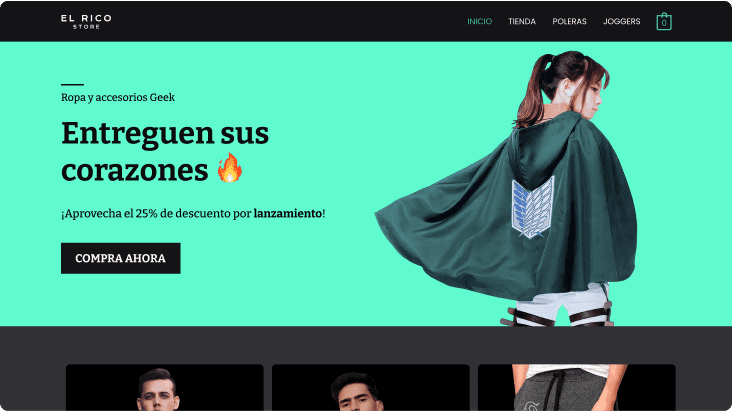 EL RICO
STORE
INICIO TIENDA POLERAS JOGGERS 0
Ropa y accesorios Geek
Entreguen sus
corazones 🔥
¡Aprovecha el 25% de descuento por lanzamiento!
COMPRA AHORA